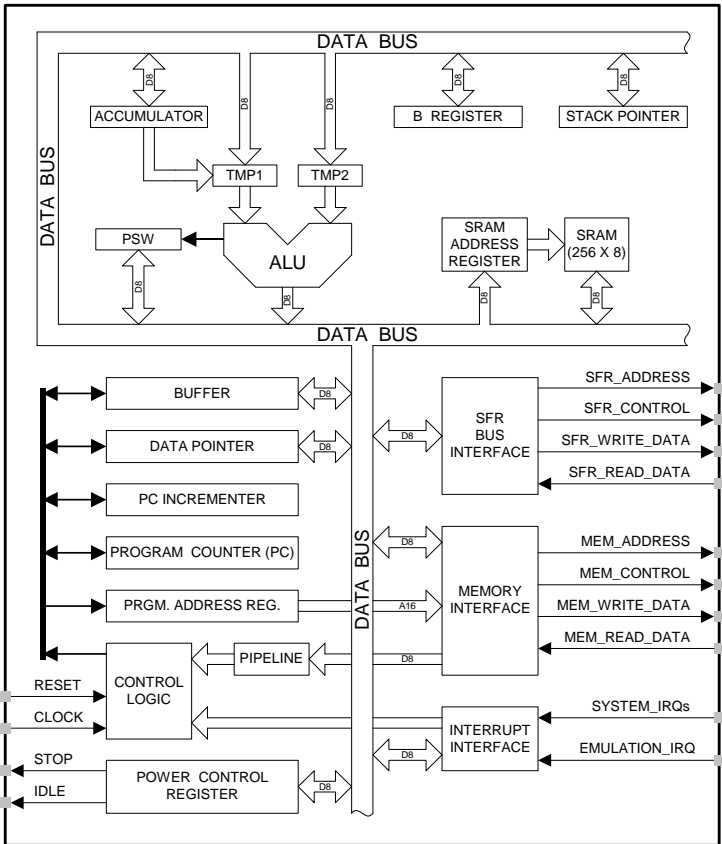 DATA BUS
D8
D8
D8
D8
D8
ACCUMULATOR
B REGISTER
STACK POINTER
DATA BUS
TMP1
TMP2
PSW
ALU
SRAM
ADDRESS
REGISTER
SRAM
(256 X 8)
D8
D8
D8
D8
DATA BUS
BUFFER
D8
DATA POINTER
D8
PC INCREMENTER
PROGRAM COUNTER (PC)
PRGM. ADDRESS REG.
A16
CONTROL
LOGIC
PIPELINE
D8
RESET
CLOCK
STOP
IDLE
POWER CONTROL
REGISTER
D8
DATA BUS
D8
SFR
BUS
INTERFACE
SFR_ADDRESS
SFR_CONTROL
SFR_WRITE_DATA
SFR_READ_DATA
D8
MEMORY
INTERFACE
MEM_ADDRESS
MEM_CONTROL
MEM_WRITE_DATA
MEM_READ_DATA
D8
INTERRUPT
INTERFACE
SYSTEM_IRQs
EMULATION_IRQ